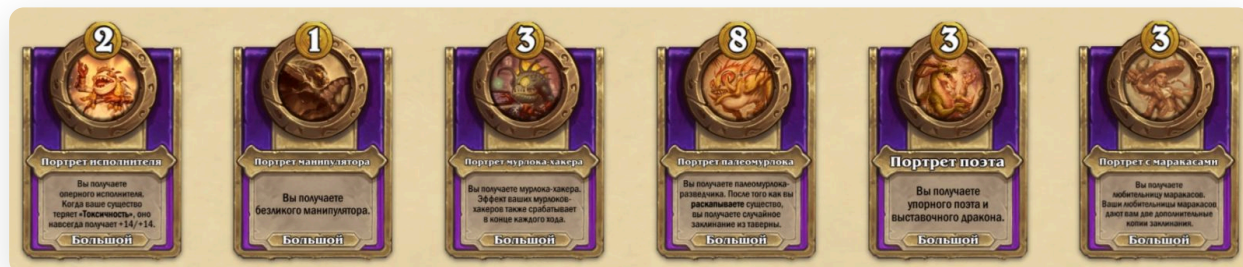 2
Портрет исполнителя
Вы получаете
оперного исполнителя.
Когда ваше существо
теряет «Токсичность», оно
навсегда получает +14/+14.
Большой
1
Портрет манипулятора
Вы получаете
безликого манипулятора.
Большой
3
Портрет мурлока-хакера
Вы получаете мурлока-хакера.
Эффект ваших мурлоков-
хакеров также срабатывает
в конце каждого хода.
Большой
8
Портрет палеомурлока
Вы получаете палеомурлока-
разведчика. После того как вы
раскапываете существо,
вы получаете случайное
заклинание из таверны.
Большой
3
Портрет поэта
Вы получаете
упорного поэта и
выставочного дракона.
Большой
3
Портрет с маракасами
Вы получаете
любительницу маракасов.
Ваши любительницы маракасов
дают вам две дополнительные
копии заклинания.
Большой